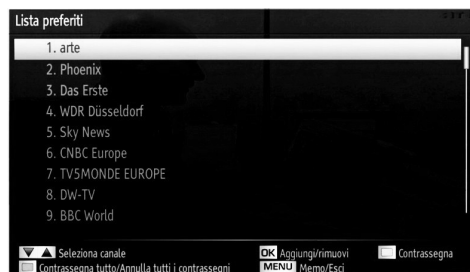 Lista preferiti
1. arte
2. Phoenix
3. Das Erste
4. WDR Düsseldorf
5. Sky News
6. CNBC Europe
7. TV5MONDE EUROPE
8. DW-TV
9. BBC World
Seleziona canale OK Aggiungi/rimuovi Contrassegna
Contrassegna tutto/Annulla tutti i contrassegni MENU Memo/Esci